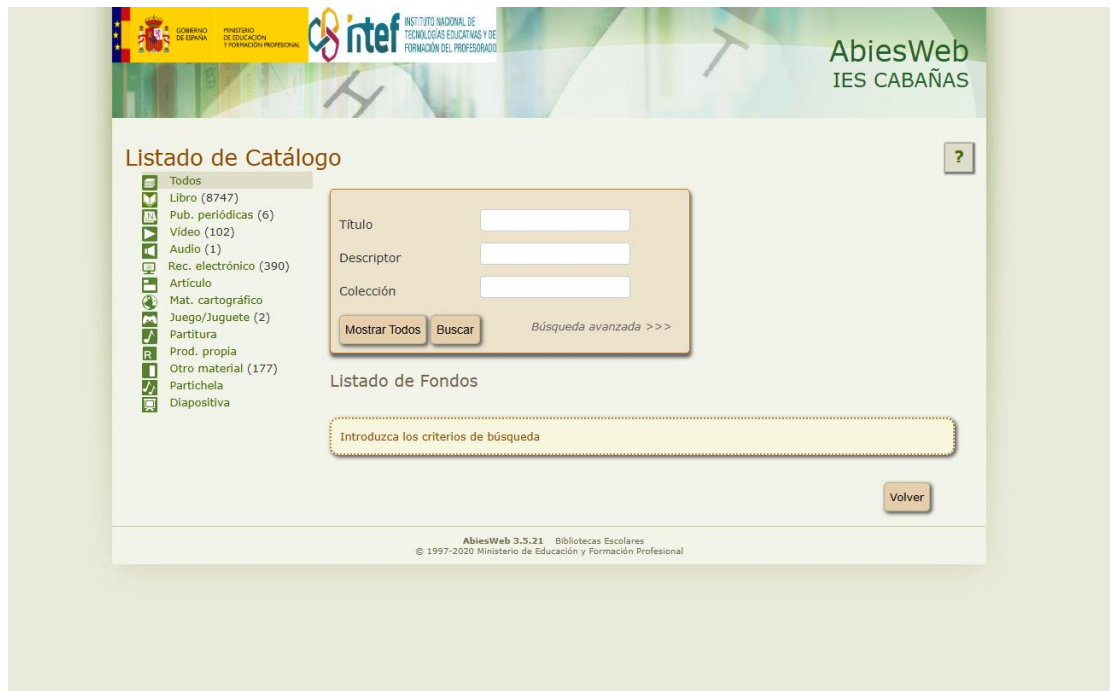 GOBIERNO
DE ESPAÑA
MINISTERIO
DE EDUCACIÓN
Y FORMACIÓN PROFESIONAL
intef
INSTITUTO NACIONAL DE
TECNOLOGÍAS EDUCATIVAS Y DE
FORMACIÓN DEL PROFESORADO
H
T
AbiesWeb
IES CABAÑAS
Listado de Catálogo
?
Todos
Libro (8747)
Pub. periódicas (6)
Vídeo (102)
Audio (1)
Rec. electrónico (390)
Artículo
Mat. cartográfico
Juego/Juguete (2)
Partitura
R Prod. propia
Otro material (177)
Partichela
Diapositiva
Título
Descriptor
Colección
Mostrar Todos Buscar Búsqueda avanzada >>>
Listado de Fondos
Introduzca los criterios de búsqueda
Volver
AbiesWeb 3.5.21 Bibliotecas Escolares
© 1997-2020 Ministerio de Educación y Formación Profesional